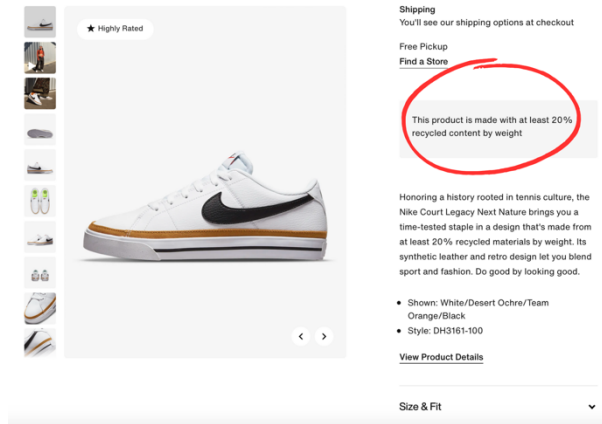 Highly Rated
Shipping
You'll see our shipping options at checkout
Free Pickup
Find a Store
This product is made with at least 20%
recycled content by weight
Honoring a history rooted in tennis culture, the
Nike Court Legacy Next Nature brings you a
time-tested staple in a design that's made from
at least 20% recycled materials by weight. Its
synthetic leather and retro design let you blend
sport and fashion. Do good by looking good.
Shown: White/Desert Ochre/Team
Orange/Black
Style: DH3161-100
View Product Details
Size & Fit